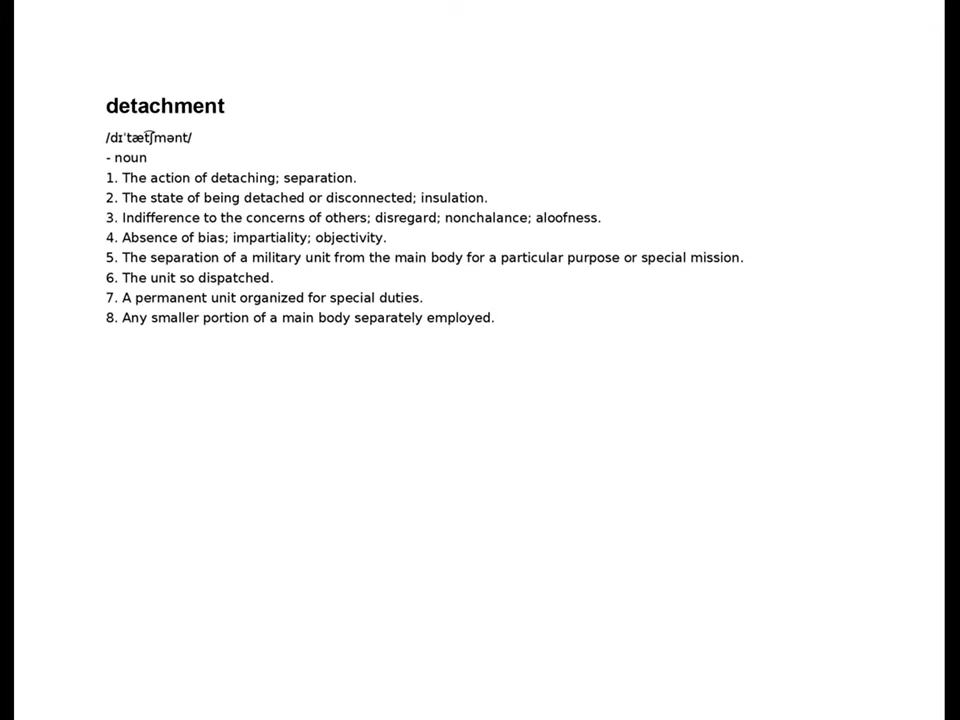 detachment
/dɪˈtæt͡ʃmənt/
- noun
1. The action of detaching; separation.
2. The state of being detached or disconnected; insulation.
3. Indifference to the concerns of others; disregard; nonchalance; aloofness.
4. Absence of bias; impartiality; objectivity.
5. The separation of a military unit from the main body for a particular purpose or special mission.
6. The unit so dispatched.
7. A permanent unit organized for special duties.
8. Any smaller portion of a main body separately employed.